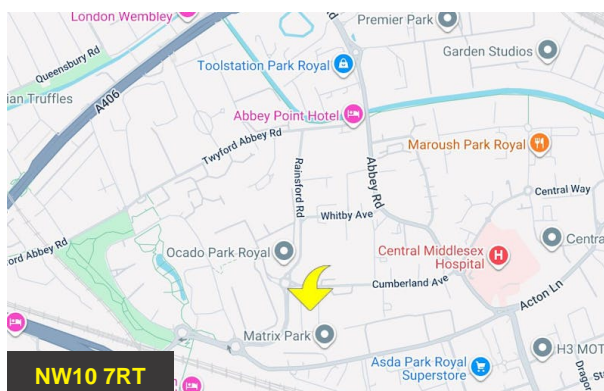 London Wembley
Premier Park
Garden Studios
Queensbury Rd
Toolstation Park Royal
ian Truffles
A406
Abbey Point Hotel
Twyford Abbey Rd
Maroush Park Royal
Rainsford Rd
Abbey Rd
Central Way
Whitby Ave
ord Abbey Rd
Ocado Park Royal
Central Middlesex
Hospital
H
Central
Cumberland Ave
Acton Ln
Matrix Park
H3 MOT
Asda Park Royal
Superstore
NW10 7RT